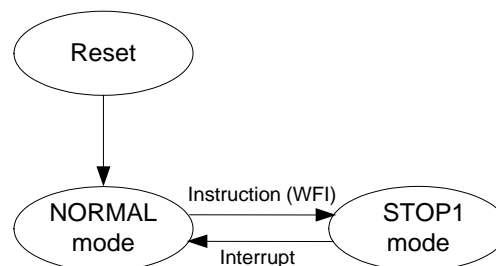 Reset
Instruction (WFI)
NORMAL
mode
STOP1
mode
Interrupt